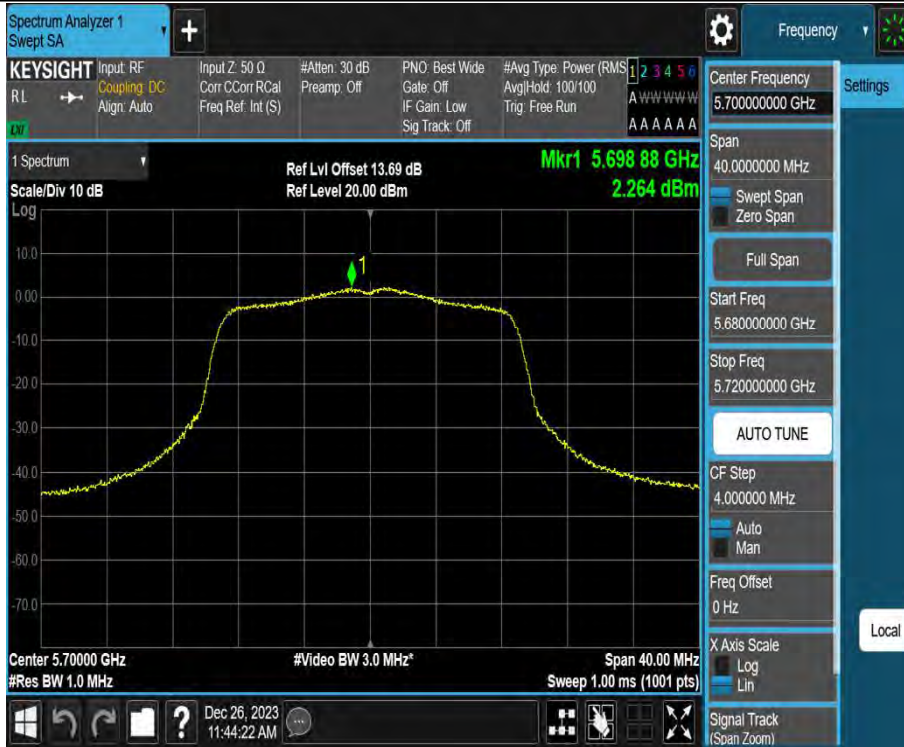 Spectrum Analyzer 1
Swept SA
+
Frequency
KEYSIGHT
R L
Input: RF
Coupling: DC
Align: Auto
Input Z: 50 Ω
Corr CCorr RCal
Freq Ref: Int (S)
#Atten: 30 dB
Preamp: Off
PNO: Best Wide
Gate: Off
IF Gain: Low
Sig Track: Off
#Avg Type: Power (RMS
Avg|Hold: 100/100
Trig: Free Run
1 2 3 4 5 6
A W W W W W
A A A A A A
Center Frequency
5.700000000 GHz
Settings
1 Spectrum
Scale/Div 10 dB
Log
Ref Lvl Offset 13.69 dB
Ref Level 20.00 dBm
Mkr1 5.698 88 GHz
2.264 dBm
Span
40.0000000 MHz
Swept Span
Zero Span
Full Span
Start Freq
5.680000000 GHz
Stop Freq
5.720000000 GHz
AUTO TUNE
CF Step
4.000000 MHz
Auto
Man
Freq Offset
0 Hz
X Axis Scale
Log
Lin
Signal Track
(Span Zoom)
Local
1
10.0
0.00
-10.0
-20.0
-30.0
-40.0
-50.0
-60.0
-70.0
Center 5.70000 GHz
#Res BW 1.0 MHz
#Video BW 3.0 MHz*
Span 40.00 MHz
Sweep 1.00 ms (1001 pts)
?
Dec 26, 2023
11:44:22 AM